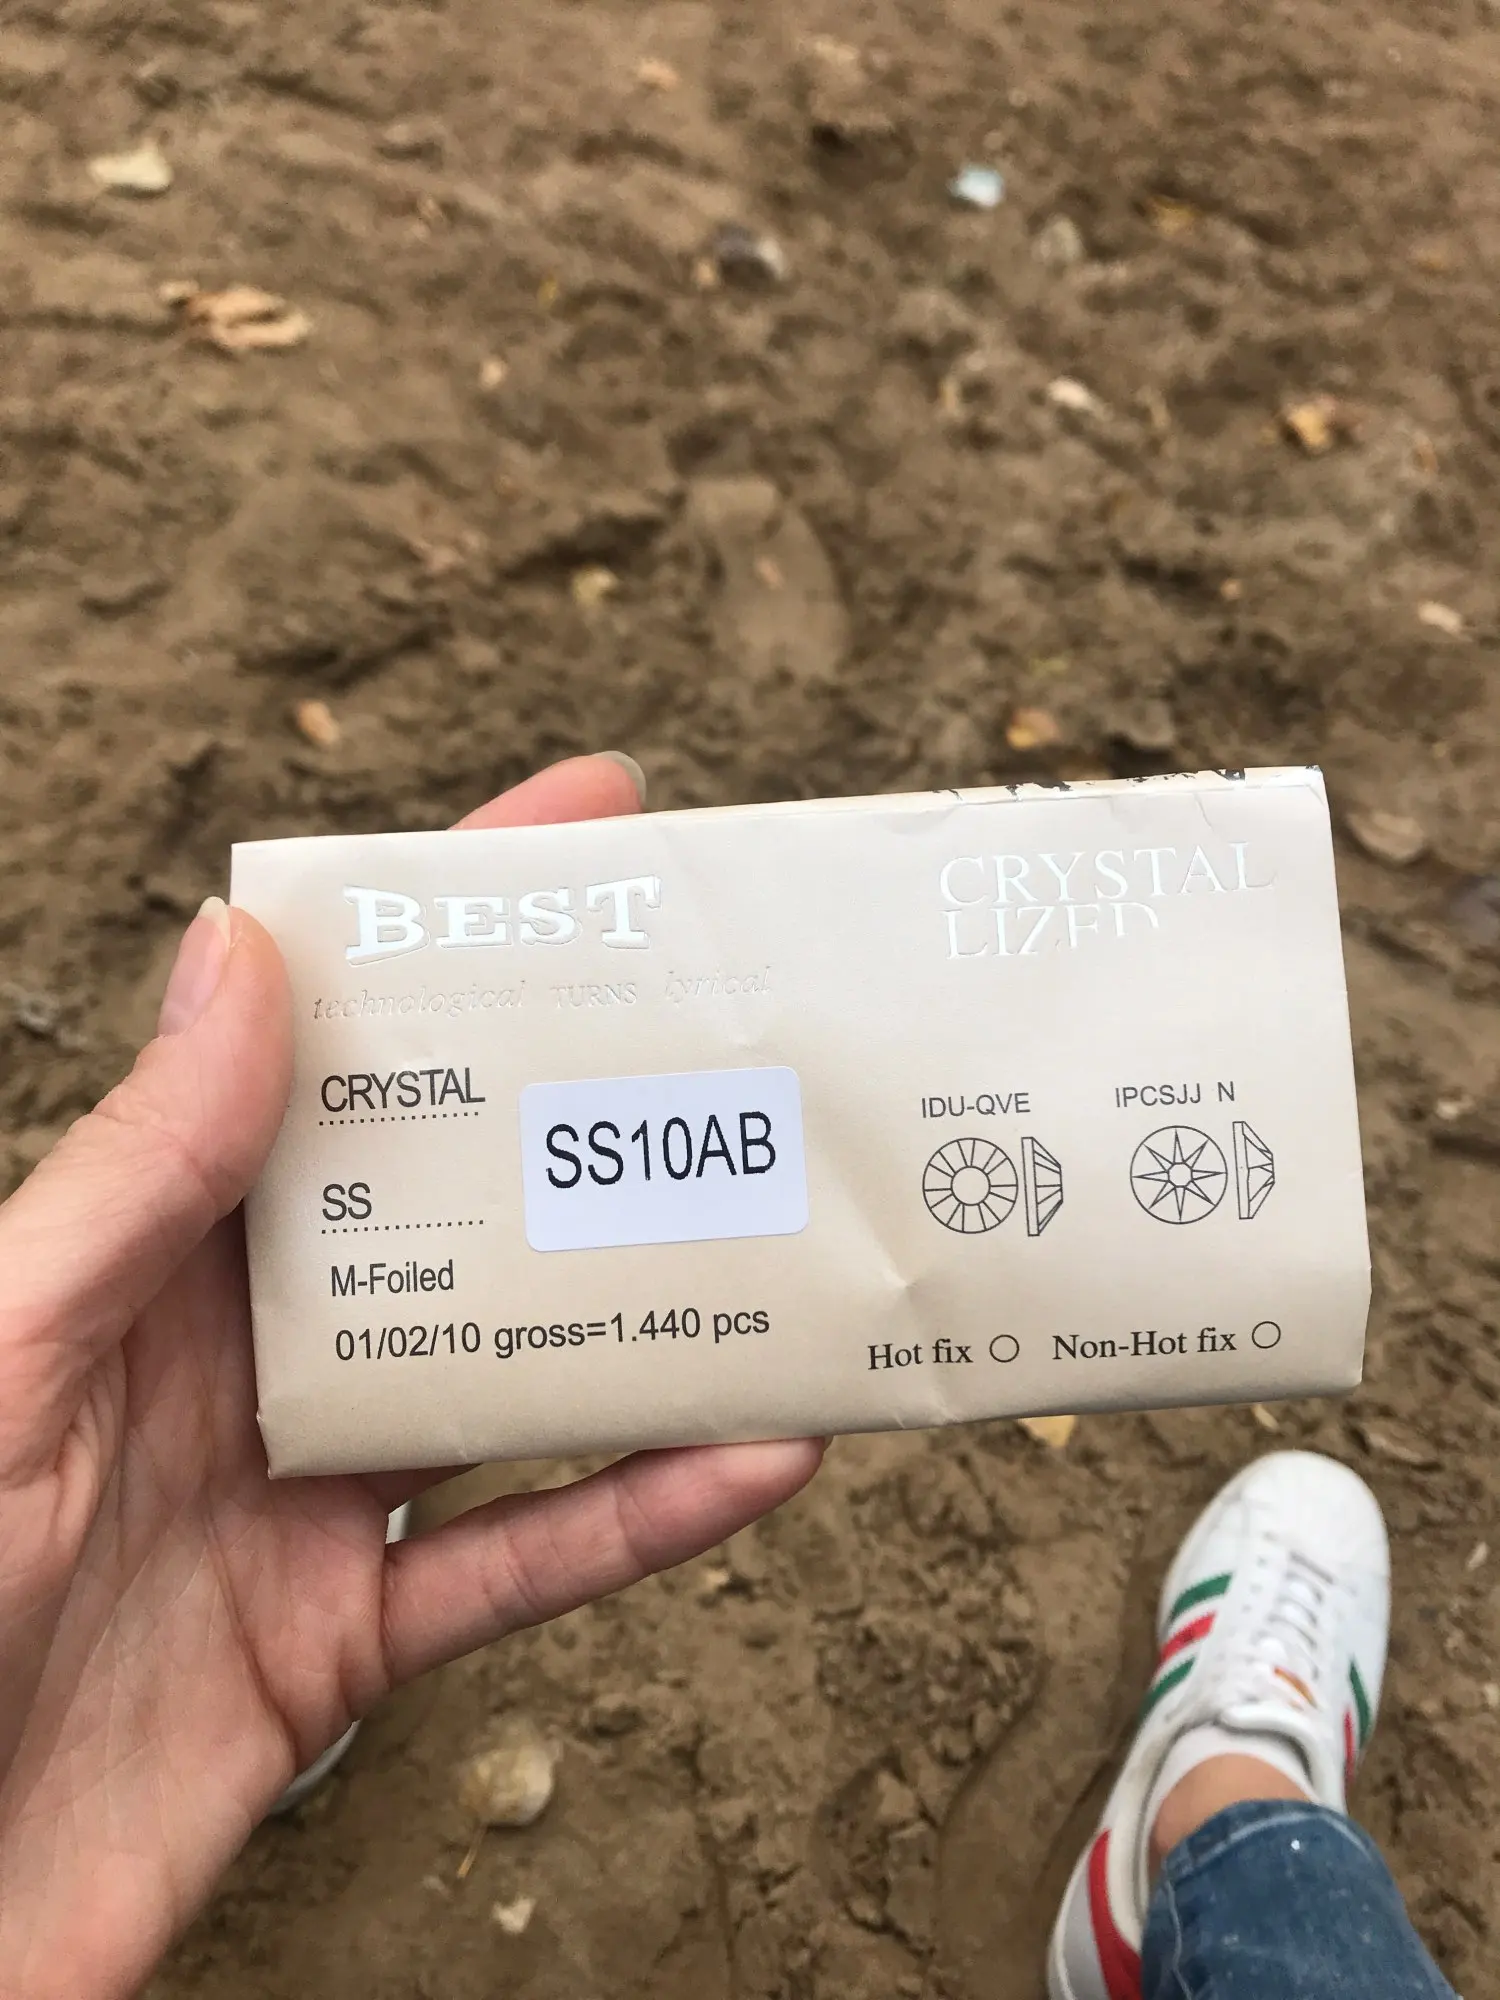 BEST
technological TURNS lyrical
CRYSTAL
LIZED
CRYSTAL
SS
SS10AB
M-Foiled
01/02/10 gross=1.440 pcs
IDU-QVE
IPCSJJ N
Hot fix
Non-Hot fix